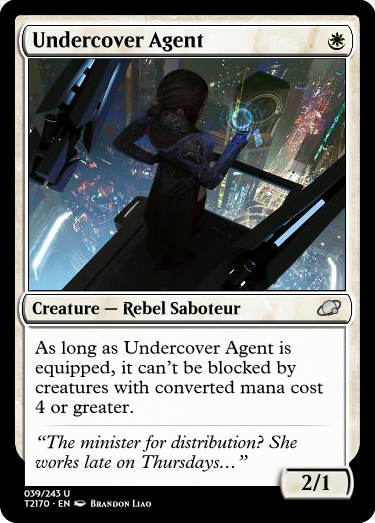 Undercover Agent
Creature — Rebel Saboteur
As long as Undercover Agent is
equipped, it can't be blocked by
creatures with converted mana cost
4 or greater.
“The minister for distribution? She
works late on Thursdays…”
2/1
039/243 U
T2170 · EN Brandon Liao